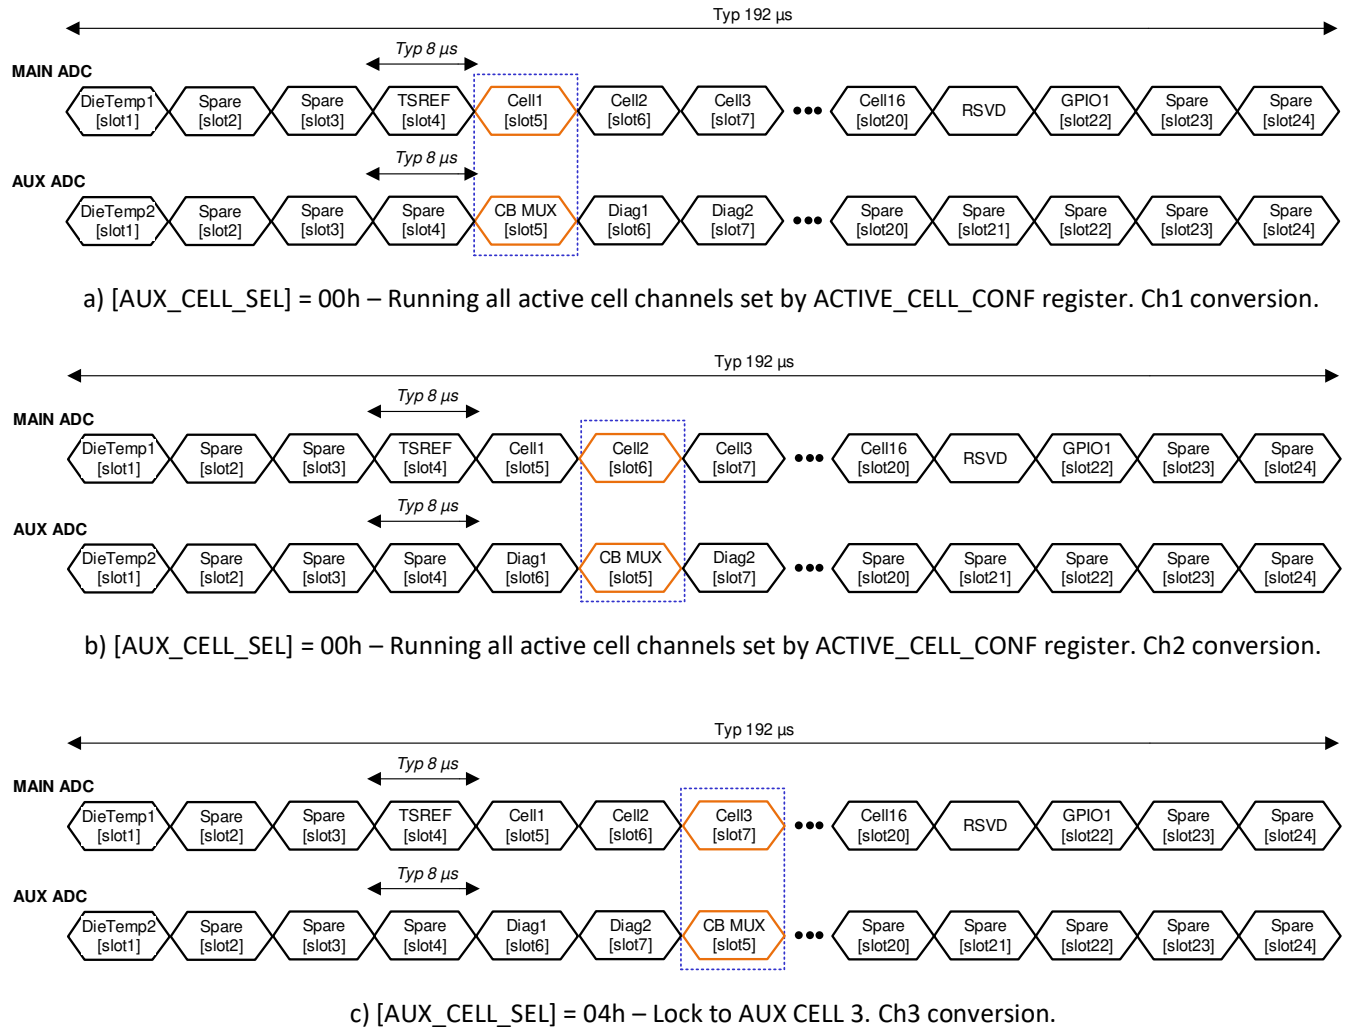 Typ 192 µs
Typ 8 µs
MAIN ADC
DieTemp1 Spare Spare TSREF Cell1 Cell2 Cell3 Cell16 RSVD GPIO1 Spare Spare
[slot1] [slot2] [slot3] [slot4] [slot5] [slot6] [slot7] [slot20] [slot22] [slot23] [slot24]
Typ 8 µs
AUX ADC
DieTemp2 Spare Spare Spare CB MUX Diag1 Diag2 Spare Spare Spare Spare Spare
[slot1] [slot2] [slot3] [slot4] [slot5] [slot6] [slot7] [slot20] [slot21] [slot22] [slot23] [slot24]
a) [AUX_CELL_SEL] = 00h – Running all active cell channels set by ACTIVE_CELL_CONF register. Ch1 conversion.
Typ 192 µs
Typ 8 µs
MAIN ADC
DieTemp1 Spare Spare TSREF Cell1 Cell2 Cell3 Cell16 RSVD GPIO1 Spare Spare
[slot1] [slot2] [slot3] [slot4] [slot5] [slot6] [slot7] [slot20] [slot22] [slot23] [slot24]
Typ 8 µs
AUX ADC
DieTemp2 Spare Spare Spare Diag1 CB MUX Diag2 Spare Spare Spare Spare Spare
[slot1] [slot2] [slot3] [slot4] [slot6] [slot5] [slot7] [slot20] [slot21] [slot22] [slot23] [slot24]
b) [AUX_CELL_SEL] = 00h – Running all active cell channels set by ACTIVE_CELL_CONF register. Ch2 conversion.
Typ 192 µs
Typ 8 µs
MAIN ADC
DieTemp1 Spare Spare TSREF Cell1 Cell2 Cell3 Cell16 RSVD GPIO1 Spare Spare
[slot1] [slot2] [slot3] [slot4] [slot5] [slot6] [slot7] [slot20] [slot22] [slot23] [slot24]
Typ 8 µs
AUX ADC
DieTemp2 Spare Spare Spare Diag1 Diag2 CB MUX Spare Spare Spare Spare Spare
[slot1] [slot2] [slot3] [slot4] [slot6] [slot7] [slot5] [slot20] [slot21] [slot22] [slot23] [slot24]
c) [AUX_CELL_SEL] = 04h – Lock to AUX CELL 3. Ch3 conversion.